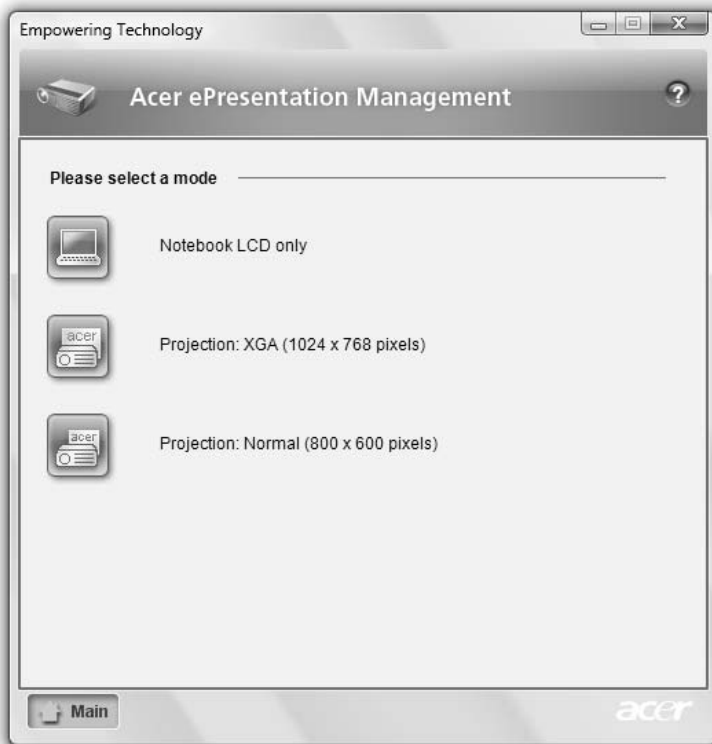 Empowering Technology
Acer ePresentation Management
?
Please select a mode
Notebook LCD only
acer
Projection: XGA (1024 x 768 pixels)
acer
Projection: Normal (800 x 600 pixels)
Main
acer